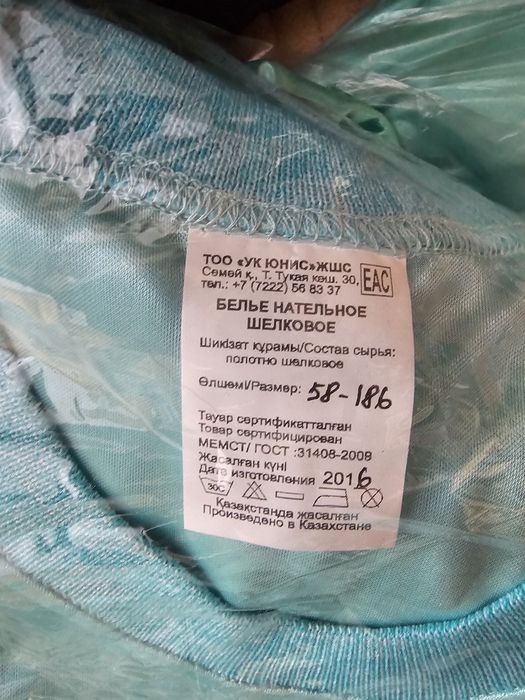 ТОО «УК ЮНИС»ЖШС
Семей қ., Т. Тукая көш. 30,
тел.: +7 (7222) 56 83 37
EAC
БЕЛЬЕ НАТЕЛЬНОЕ
ШЕЛКОВОЕ
Шикізат құрамы/Состав сырья:
полотно шелковое
Өлшемі/Размер: 58-186
Тауар сертификатталған
Товар сертифицирован
МЕМСТ/ ГОСТ :31408-2009
Жасалған күні
Дата изготовления 2016
30С
Қазақстанда жасалған
Произведено в Казахстане